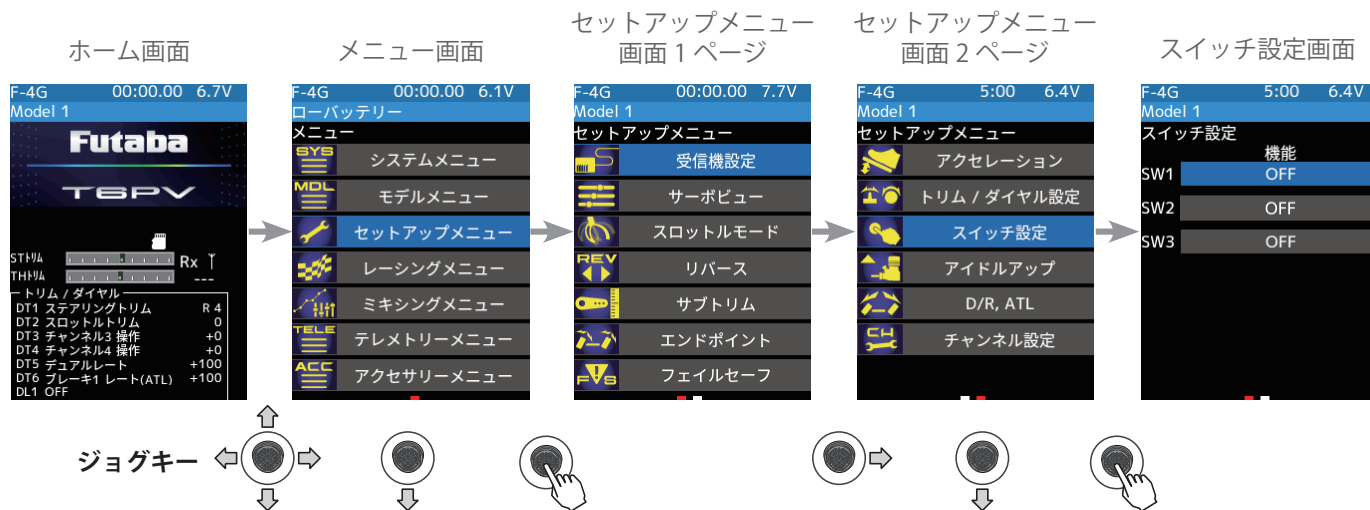 ホーム画面
メニュー画面
セットアップメニュー
画面 1 ページ
セットアップメニュー
画面 2 ページ
スイッチ設定画面
F-4G 00:00.00 6.7V
Model 1
Futaba
T6PV
STトリム
THトリム
Rx
---
トリム / ダイヤル
DT1 ステアリングトリム R 4
DT2 スロットルトリム 0
DT3 チャンネル3 操作 +0
DT4 チャンネル4 操作 +0
DT5 デュアルレート +100
DT6 ブレーキ1 レート(ATL) +100
DL1 OFF
F-4G 00:00.00 6.1V
ローバッテリー
メニュー
SYS システムメニュー
MDL モデルメニュー
セットアップメニュー
レーシングメニュー
ミキシングメニュー
TELE テレメトリーメニュー
ACC アクセサリーメニュー
F-4G 00:00.00 7.7V
Model 1
セットアップメニュー
受信機設定
サーボビュー
スロットルモード
REV リバース
サブトリム
エンドポイント
F/S フェイルセーフ
F-4G 5:00 6.4V
Model 1
セットアップメニュー
アクセレーション
トリム / ダイヤル設定
スイッチ設定
アイドルアップ
D/R, ATL
CH チャンネル設定
F-4G 5:00 6.4V
Model 1
スイッチ設定
機能
SW1 OFF
SW2 OFF
SW3 OFF
ジョグキー